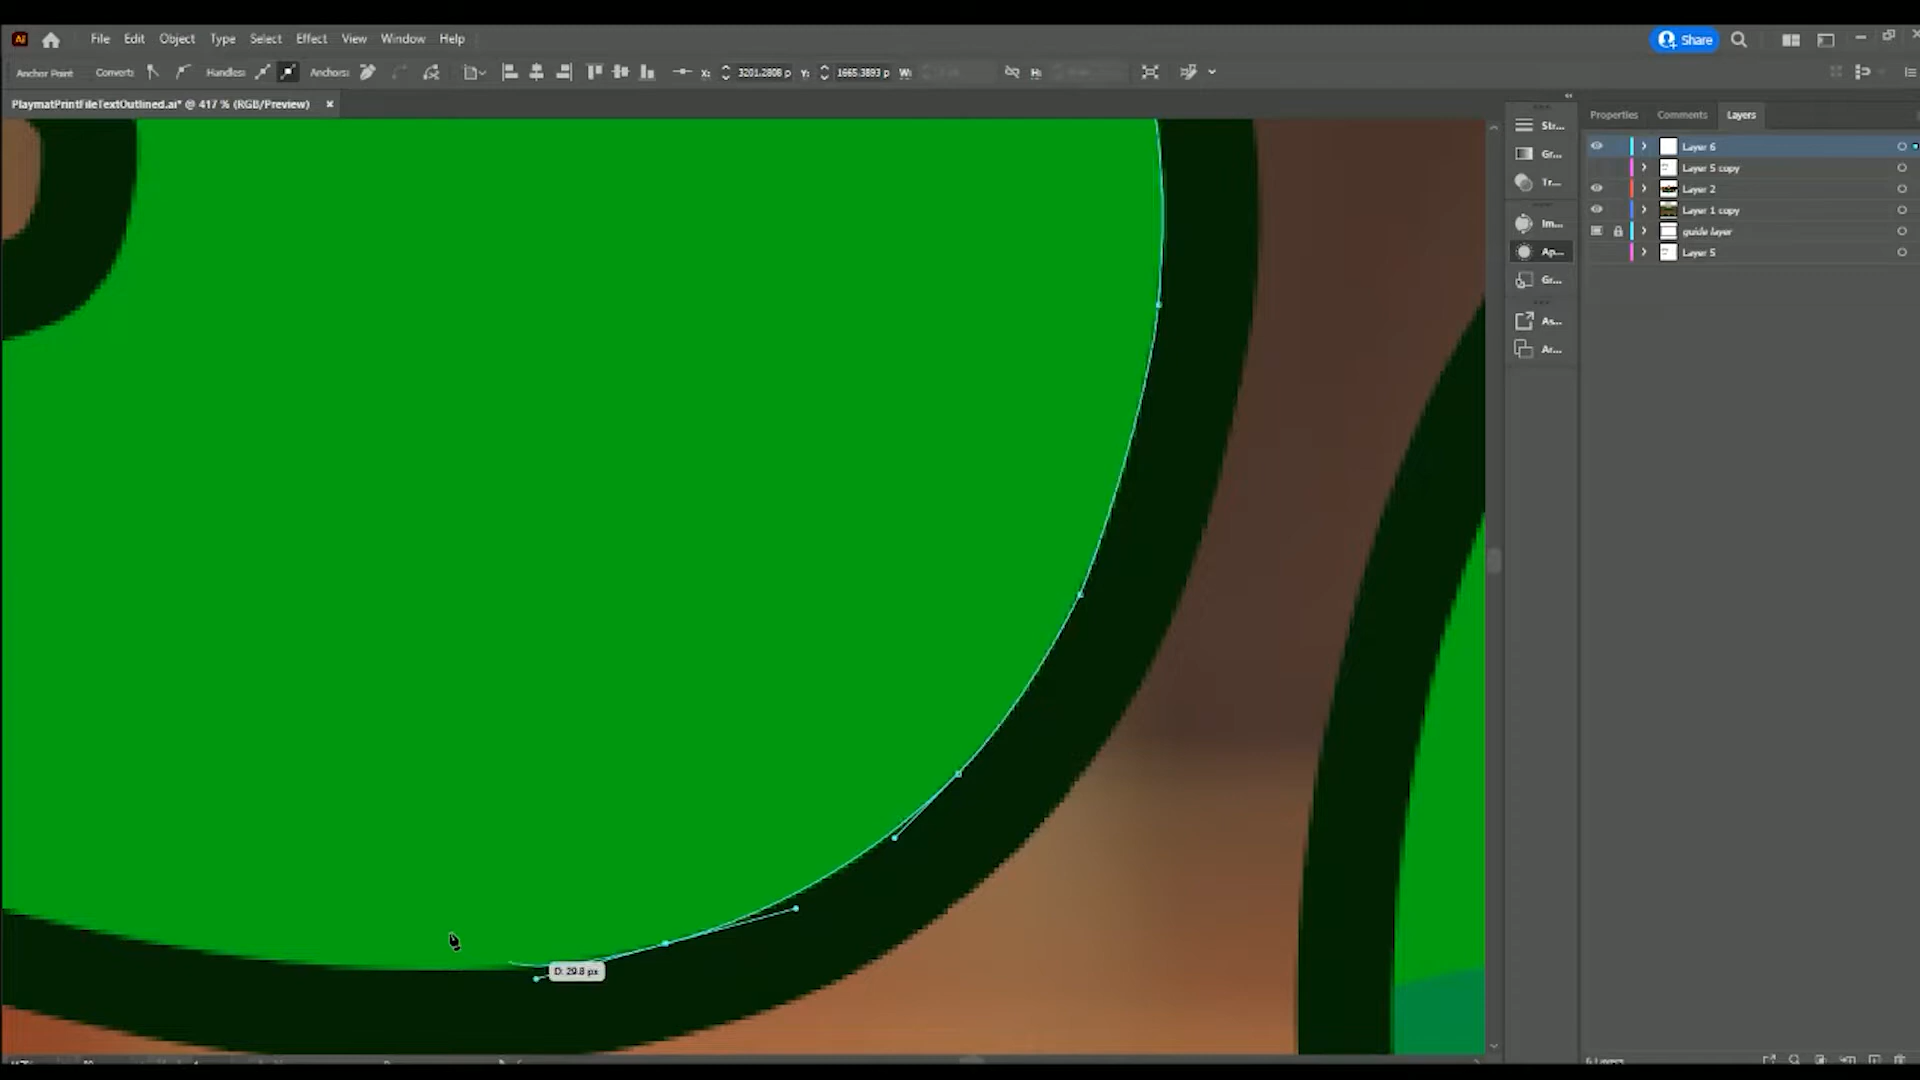 Ai File Edit Object Type Select Effect View Window Help Share
Anchor Point Convert: Handles: Anchors: X: 3201.2808 p Y: 1665.3893 p W: H:
PlaymatPrintFileTextOutlined.ai* @ 417 % (RGB/Preview) ×
Properties Comments Layers
Str...
Gr...
Tr...
Im...
Ap...
Gr...
As...
Ar...
Layer 6
Layer 5 copy
Layer 2
Layer 1 copy
guide layer
Layer 5
D: 29.8 px
6 Layers